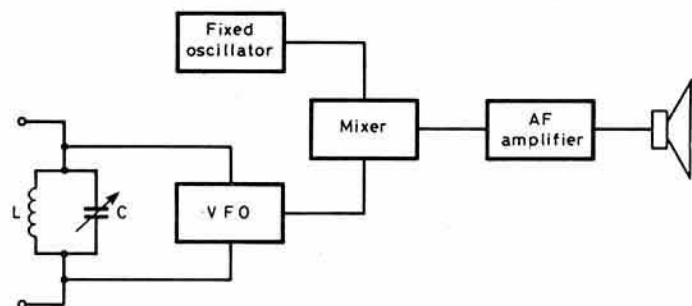 Fixed
oscillator
Mixer
AF
amplifier
L
C
VFO